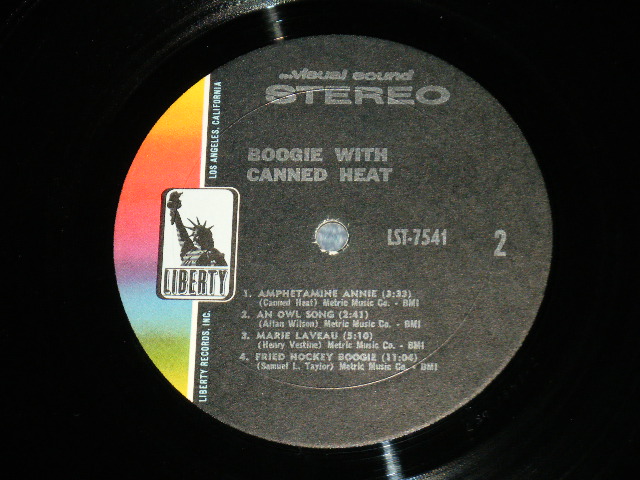 ...visual sound
STEREO
BOOGIE WITH
CANNED HEAT
LST-7541
2
1. AMPHETAMINE ANNIE (3:33)
(Canned Heat) Metric Music Co. - BMI
2. AN OWL SONG (2:41)
(Allan Wilson) Metric Music Co. - BMI
3. MARIE LAVEAU (5:10)
(Henry Vestine) Metric Music Co. - BMI
4. FRIED HOCKEY BOOGIE (11:04)
(Samuel L. Taylor) Metric Music Co. - BMI
LIBERTY
LIBERTY RECORDS, INC.
LOS ANGELES, CALIFORNIA